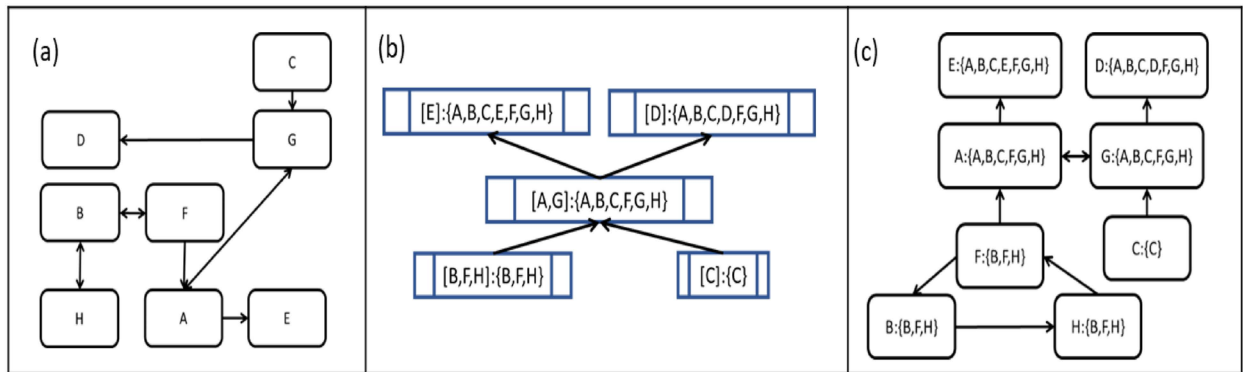 (a)
C
D
G
B
F
H
A
E
(b)
[E]:{A,B,C,E,F,G,H}
[D]:{A,B,C,D,F,G,H}
[A,G]:{A,B,C,F,G,H}
[B,F,H]:{B,F,H}
[C]:{C}
(c)
E:{A,B,C,E,F,G,H}
D:{A,B,C,D,F,G,H}
A:{A,B,C,F,G,H}
G:{A,B,C,F,G,H}
F:{B,F,H}
C:{C}
B:{B,F,H}
H:{B,F,H}